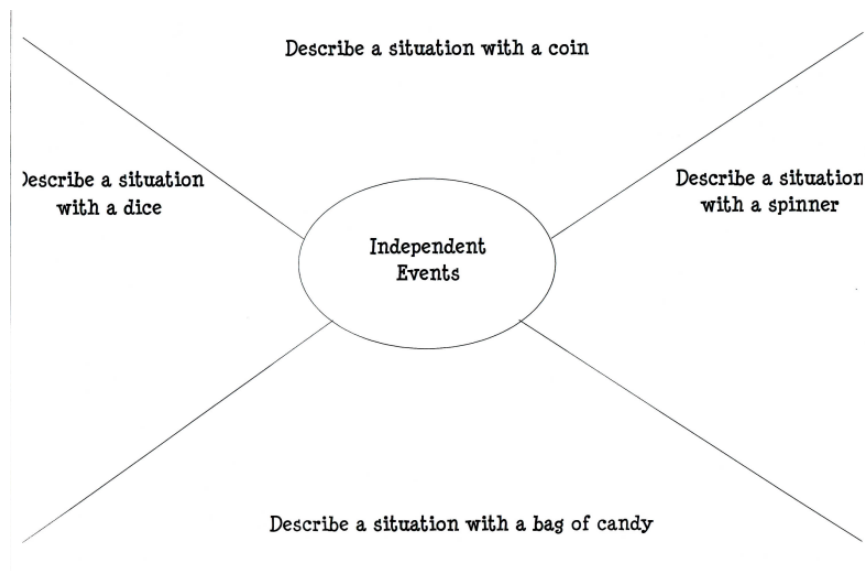 Describe a situation with a coin
Describe a situation
with a dice
Describe a situation
with a spinner
Independent
Events
Describe a situation with a bag of candy